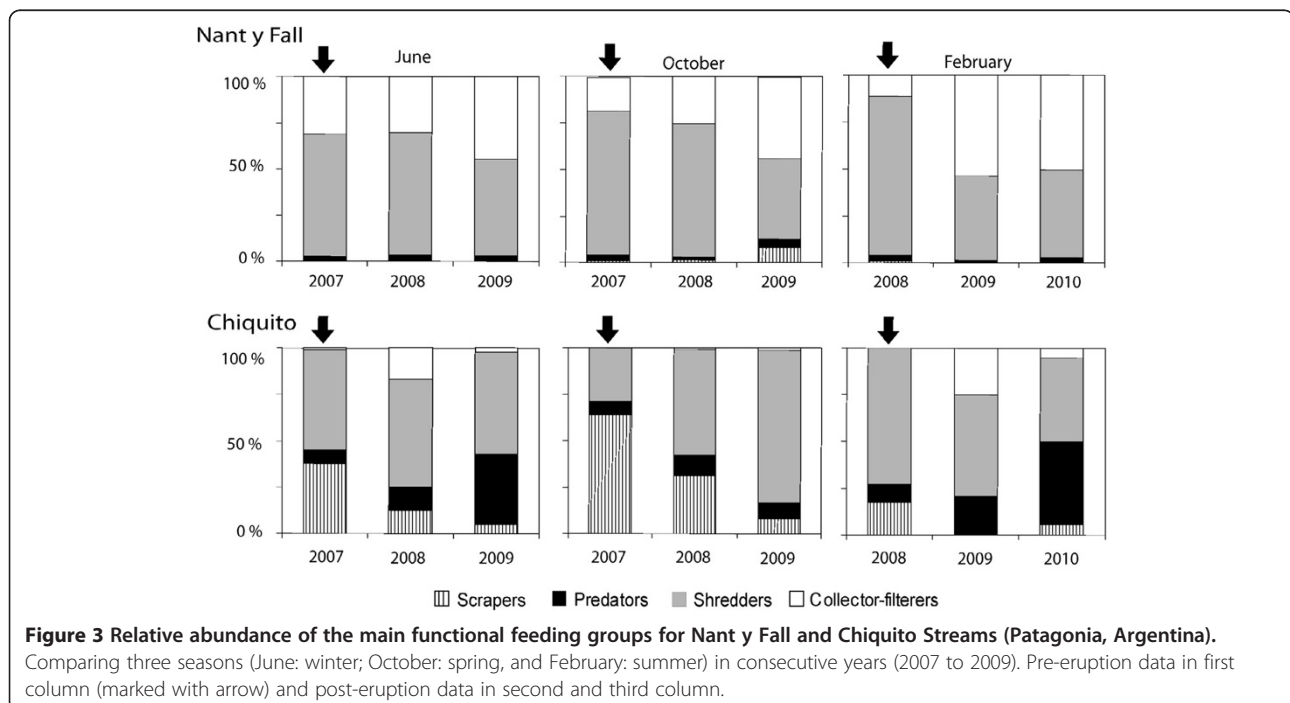 Nant y Fall
June
October
February
100 %
50 %
0 %
2007 2008 2009
2007 2008 2009
2008 2009 2010
Chiquito
100 %
50 %
0 %
2007 2008 2009
2007 2008 2009
2008 2009 2010
Scrapers Predators Shredders Collector-filterers
Figure 3 Relative abundance of the main functional feeding groups for Nant y Fall and Chiquito Streams (Patagonia, Argentina).
Comparing three seasons (June: winter; October: spring, and February: summer) in consecutive years (2007 to 2009). Pre-eruption data in first
column (marked with arrow) and post-eruption data in second and third column.